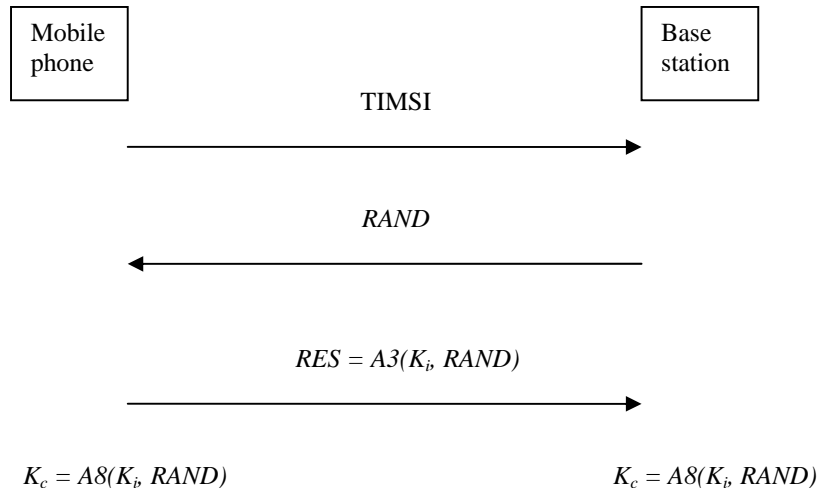 Mobile
phone
Base
station
TIMSI
RAND
RES = A3(Ki, RAND)
Kc = A8(Ki, RAND)
Kc = A8(Ki, RAND)